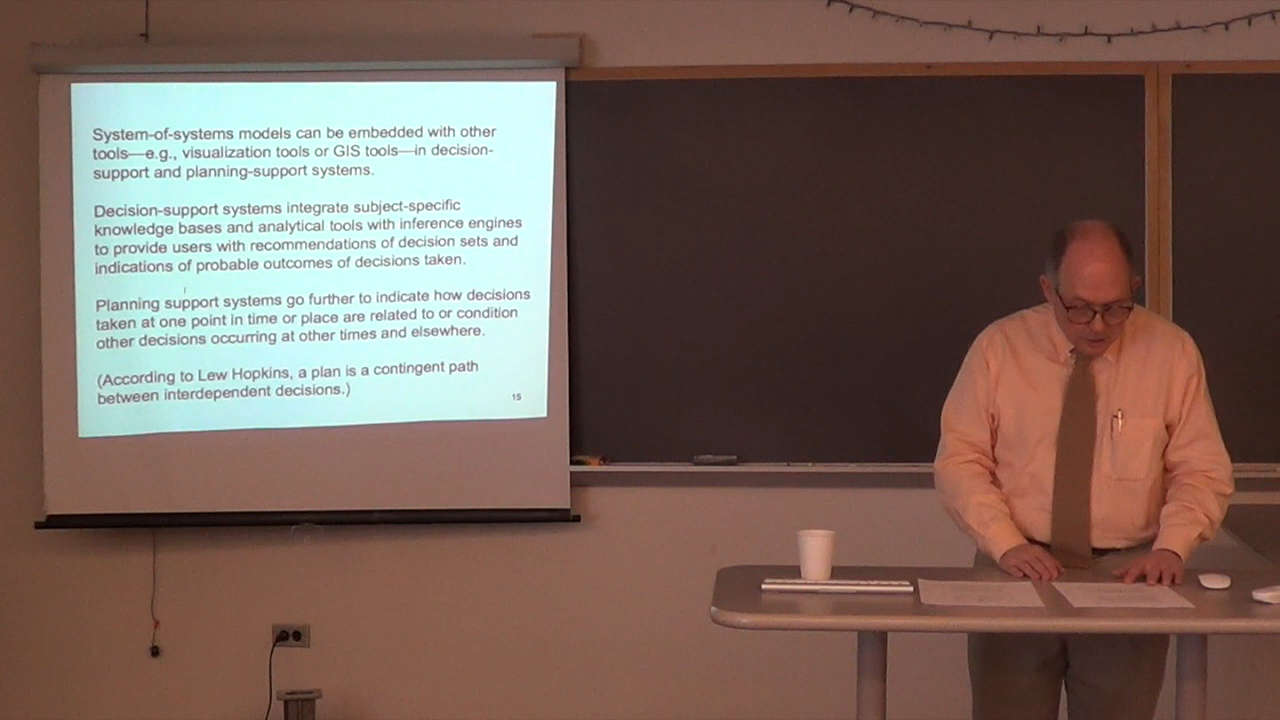 System-of-systems models can be embedded with other
tools—e.g., visualization tools or GIS tools—in decision-
support and planning-support systems.
Decision-support systems integrate subject-specific
knowledge bases and analytical tools with inference engines
to provide users with recommendations of decision sets and
indications of probable outcomes of decisions taken.
Planning support systems go further to indicate how decisions
taken at one point in time or place are related to or condition
other decisions occurring at other times and elsewhere.
(According to Lew Hopkins, a plan is a contingent path
between interdependent decisions.)
15